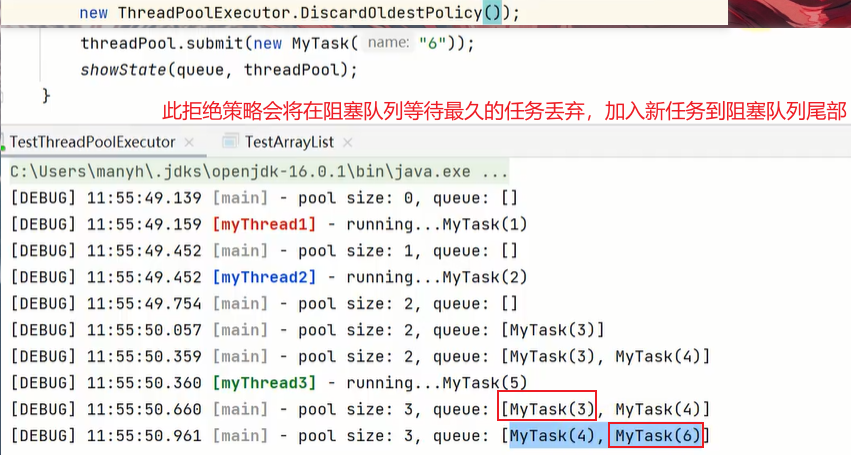 new ThreadPoolExecutor.DiscardOldestPolicy());
threadPool.submit(new MyTask( name: "6"));
showState(queue, threadPool);
}
此拒绝策略会将在阻塞队列等待最久的任务丢弃，加入新任务到阻塞队列尾部
TestThreadPoolExecutor × TestArrayList ×
C:\Users\manyh\.jdks\openjdk-16.0.1\bin\java.exe ...
[DEBUG] 11:55:49.139 [main] - pool size: 0, queue: []
[DEBUG] 11:55:49.159 [myThread1] - running...MyTask(1)
[DEBUG] 11:55:49.452 [main] - pool size: 1, queue: []
[DEBUG] 11:55:49.452 [myThread2] - running...MyTask(2)
[DEBUG] 11:55:49.754 [main] - pool size: 2, queue: []
[DEBUG] 11:55:50.057 [main] - pool size: 2, queue: [MyTask(3)]
[DEBUG] 11:55:50.359 [main] - pool size: 2, queue: [MyTask(3), MyTask(4)]
[DEBUG] 11:55:50.360 [myThread3] - running...MyTask(5)
[DEBUG] 11:55:50.660 [main] - pool size: 3, queue: [MyTask(3), MyTask(4)]
[DEBUG] 11:55:50.961 [main] - pool size: 3, queue: [MyTask(4), MyTask(6)]